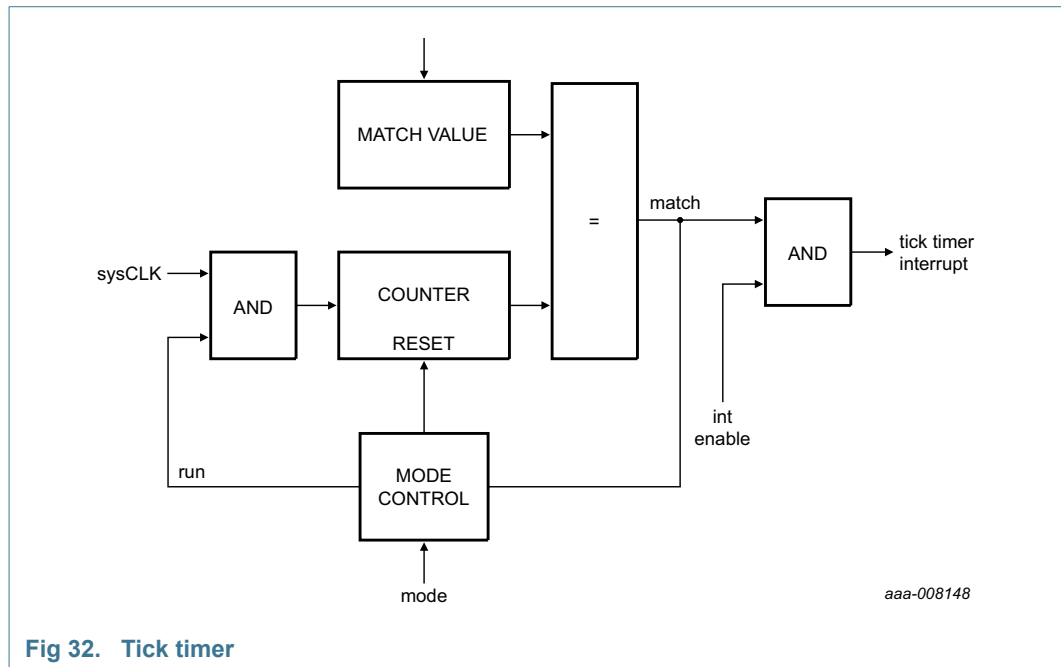 MATCH VALUE
=
match
AND
tick timer
interrupt
sysCLK
AND
COUNTER
RESET
int
enable
run
MODE
CONTROL
mode
aaa-008148
Fig 32. Tick timer